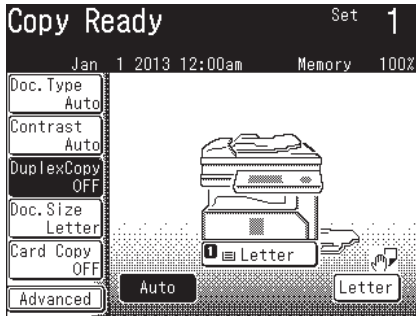 Copy Ready Set 1
Jan 1 2013 12:00am Memory 100%
Doc.Type
Auto
Contrast
Auto
DuplexCopy
OFF
Doc.Size
Letter
Card Copy
OFF
Advanced
1 Letter
Auto
Letter